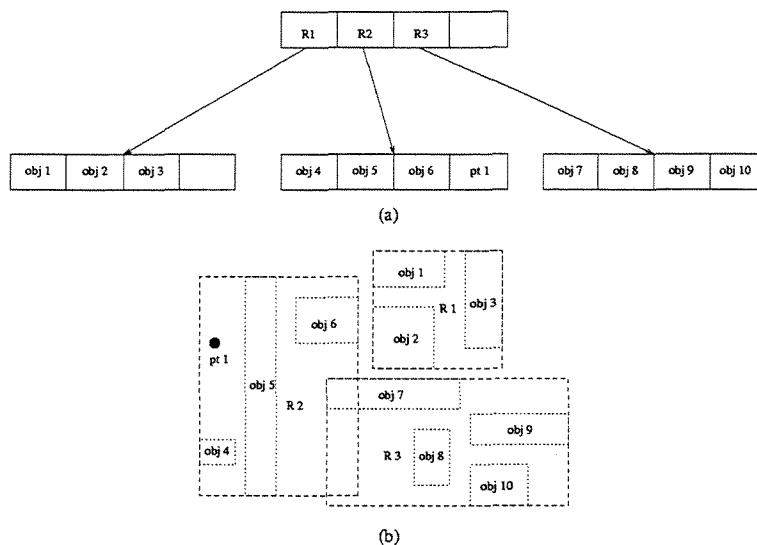 R1 R2 R3
obj 1 obj 2 obj 3 obj 4 obj 5 obj 6 pt 1 obj 7 obj 8 obj 9 obj 10
(a)
obj 1
obj 3
obj 6
R 1
obj 2
pt 1
obj 5
obj 7
R 2
obj 9
obj 4
R 3 obj 8
obj 10
(b)